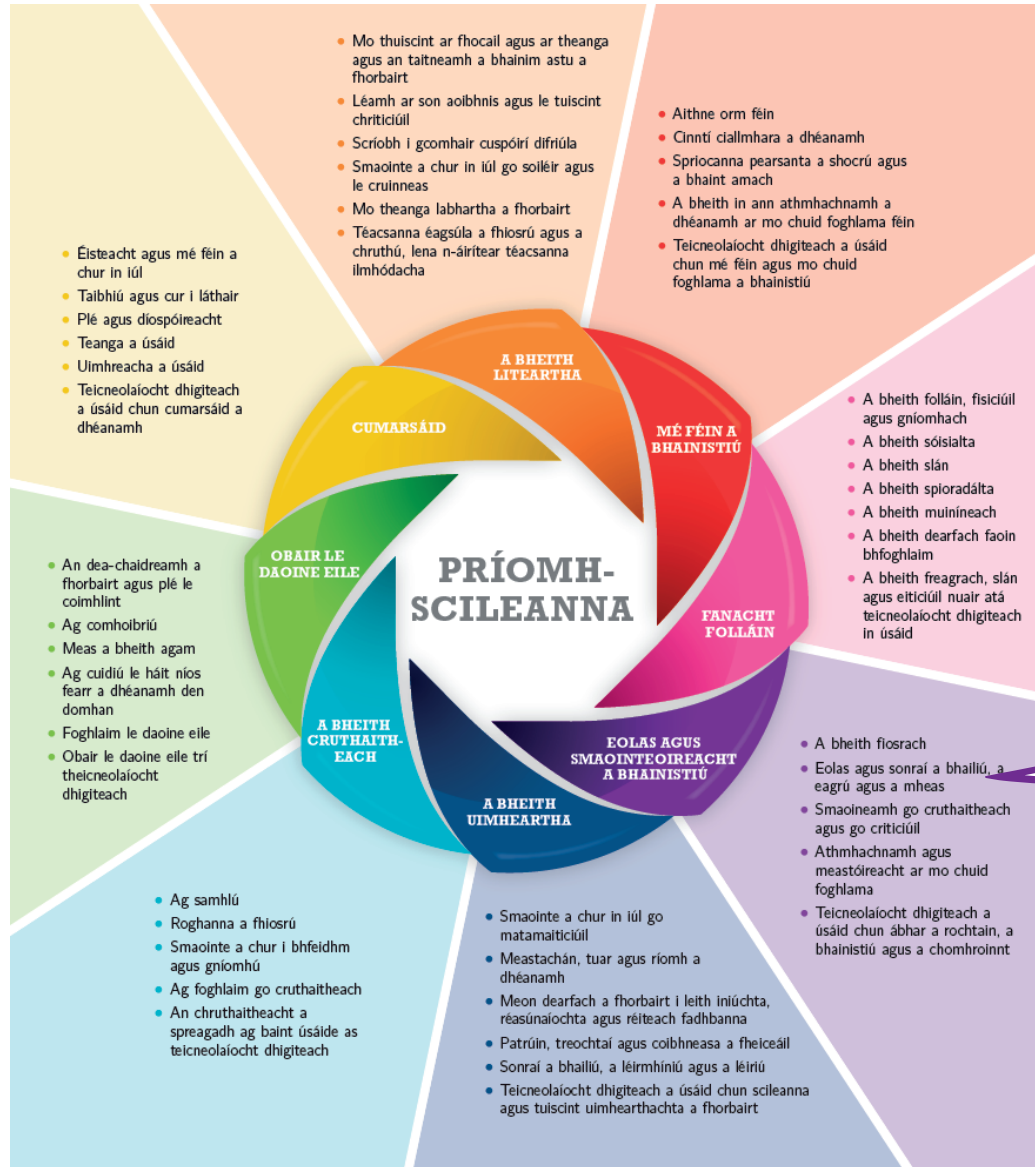 PRÍOMH-
SCILEANNA
A BHEITH
LITEARTHA
• Mo thuiscint ar fhocail agus ar theanga
agus an taitneamh a bhainim astu a
fhorbairt
• Léamh ar son aoibhnis agus le tuiscint
chriticiúil
• Scríobh i gcomhair cuspóirí difriúla
• Smaointe a chur in iúl go soiléir agus
le cruinneas
• Mo theanga labhartha a fhorbairt
• Téacsanna éagsúla a fhiosrú agus a
chruthú, lena n-áirítear téacsanna
ilmhódacha
MÉ FÉIN A
BHAINISTIÚ
• Aithne orm féin
• Cinntí ciallmhara a dhéanamh
• Spriocanna pearsanta a shocrú agus
a bhaint amach
• A bheith in ann athmhachnamh a
dhéanamh ar mo chuid foghlama féin
• Teicneolaíocht dhigiteach a úsáid
chun mé féin agus mo chuid
foghlama a bhainistiú
FANACHT
FOLLÁIN
• A bheith folláin, fisiciúil
agus gníomhach
• A bheith sóisialta
• A bheith slán
• A bheith spioradálta
• A bheith muiníneach
• A bheith dearfach faoin
bhfoghlaim
• A bheith freagrach, slán
agus eiticiúil nuair atá
teicneolaíocht dhigiteach
in úsáid
EOLAS AGUS
SMAOINTEOIREACHT
A BHAINISTIÚ
• A bheith fiosrach
• Eolas agus sonraí a bhailiú, a
eagrú agus a mheas
• Smaoineamh go cruthaitheach
agus go criticiúil
• Athmhachnamh agus
meastóireacht ar mo chuid
foghlama
• Teicneolaíocht dhigiteach a
úsáid chun ábhar a rochtain, a
bhainistiú agus a chomhroinnt
A BHEITH
UIMHEARTHA
• Smaointe a chur in iúl go
matamaiticiúil
• Meastachán, tuar agus ríomh a
dhéanamh
• Meon dearfach a fhorbairt i leith iniúchta,
réasúnaíochta agus réiteach fadhbanna
• Patrúin, treochtaí agus coibhneasa a fheiceáil
• Sonraí a bhailiú, a léirmhíniú agus a léiriú
• Teicneolaíocht dhigiteach a úsáid chun scileanna
agus tuiscint uimhearthachta a fhorbairt
A BHEITH
CRUTHAITH-
EACH
• Ag samhlú
• Roghanna a fhiosrú
• Smaointe a chur i bhfeidhm
agus gníomhú
• Ag foghlaim go cruthaitheach
• An chruthaitheacht a
spreagadh ag baint úsáide as
teicneolaíocht dhigiteach
OBAIR LE
DAOINE EILE
• An dea-chaidreamh a
fhorbairt agus plé le
coimhlint
• Ag comhoibriú
• Meas a bheith agam
• Ag cuidiú le háit níos
fearr a dhéanamh den
domhan
• Foghlaim le daoine eile
• Obair le daoine eile trí
theicneolaíocht
dhigiteach
CUMARSÁID
• Éisteacht agus mé féin a
chur in iúl
• Taibhiú agus cur i láthair
• Plé agus díospóireacht
• Teanga a úsáid
• Uimhreacha a úsáid
• Teicneolaíocht dhigiteach
a úsáid chun cumarsáid a
dhéanamh